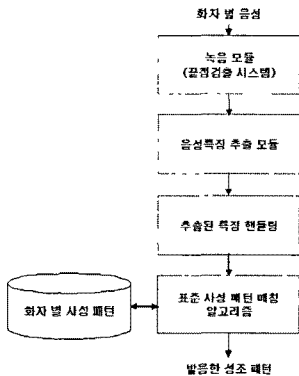 화자 별 음성
녹음 모듈
(끝점검출 시스템)
음성특징 추출 모듈
추출된 특징 핸들링
표준 사성 패턴 매칭
알고리즘
화자 별 사성 패턴
발음한 성조 패턴